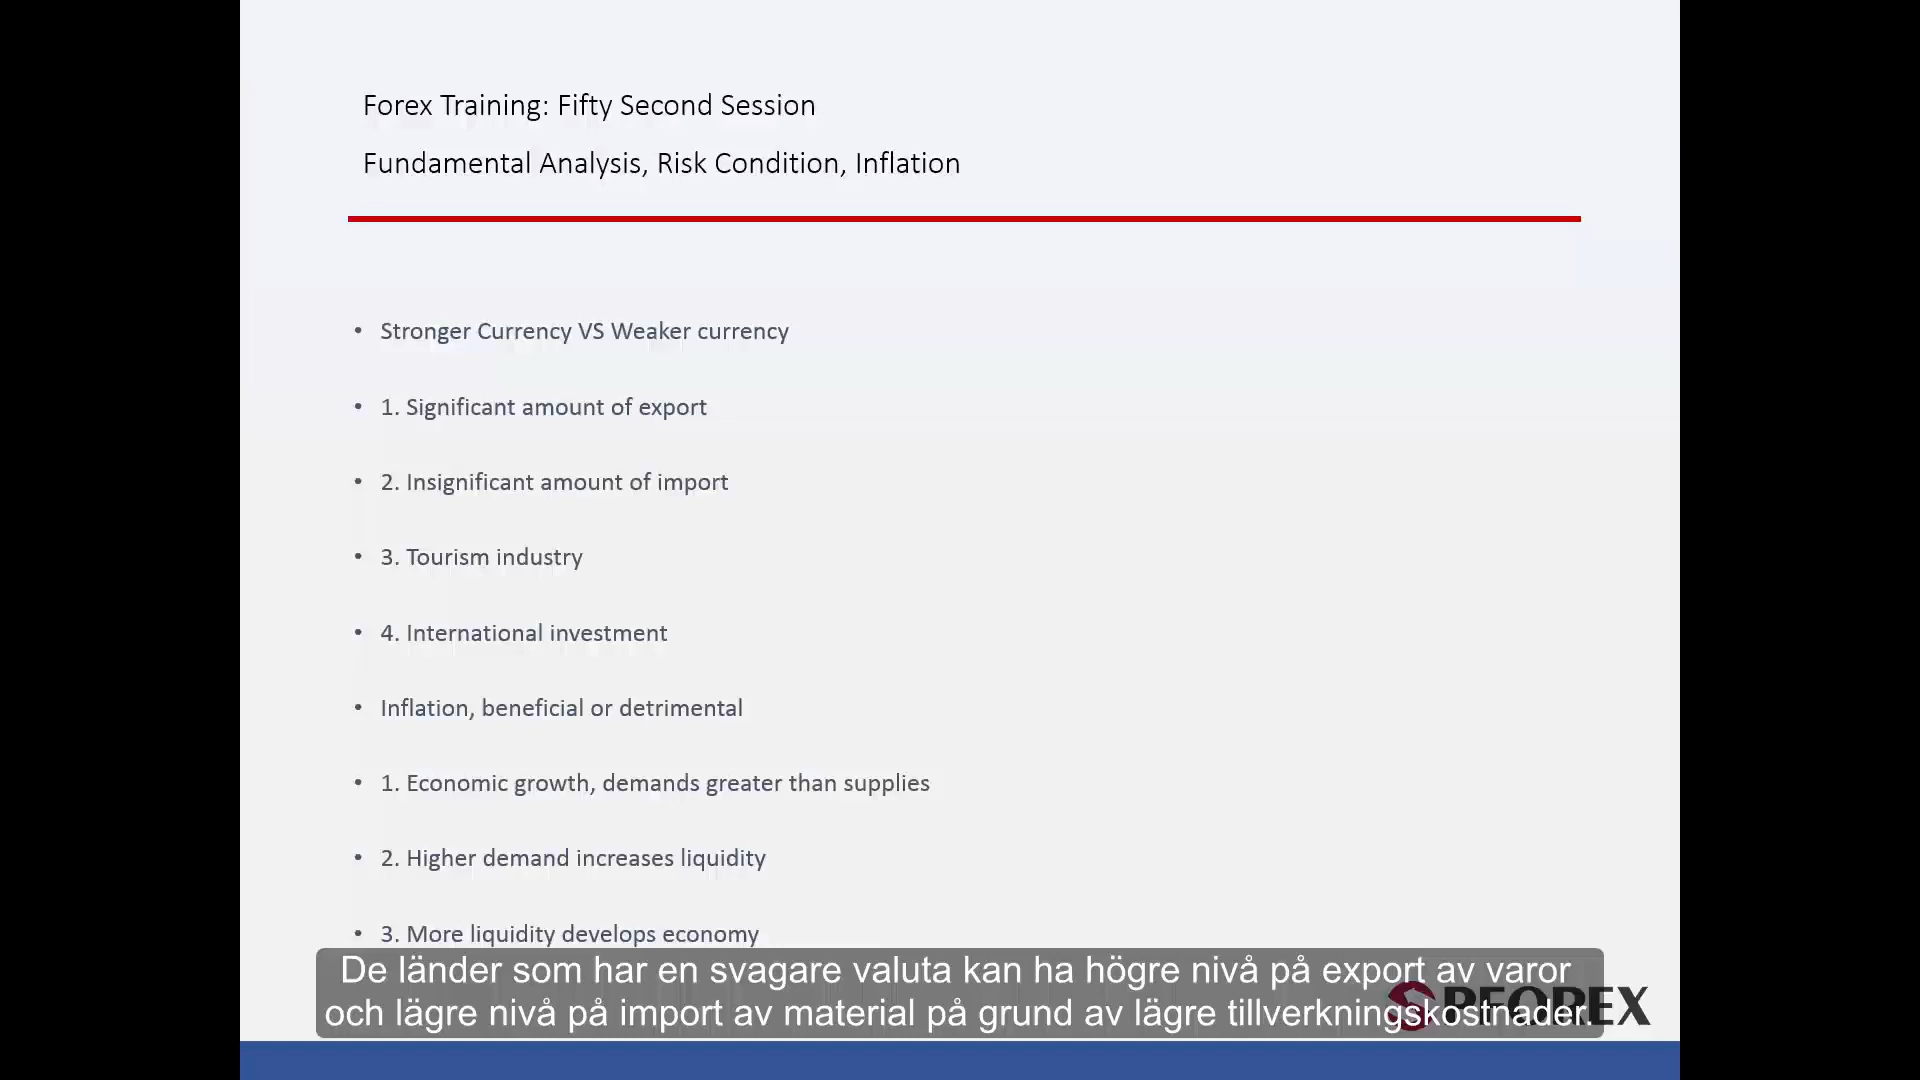 Forex Training: Fifty Second Session
Fundamental Analysis, Risk Condition, Inflation
• Stronger Currency VS Weaker currency
• 1. Significant amount of export
• 2. Insignificant amount of import
• 3. Tourism industry
• 4. International investment
• Inflation, beneficial or detrimental
• 1. Economic growth, demands greater than supplies
• 2. Higher demand increases liquidity
• 3. More liquidity develops economy
De länder som har en svagare valuta kan ha högre nivå på export av varor
och lägre nivå på import av material på grund av lägre tillverkningskostnader.